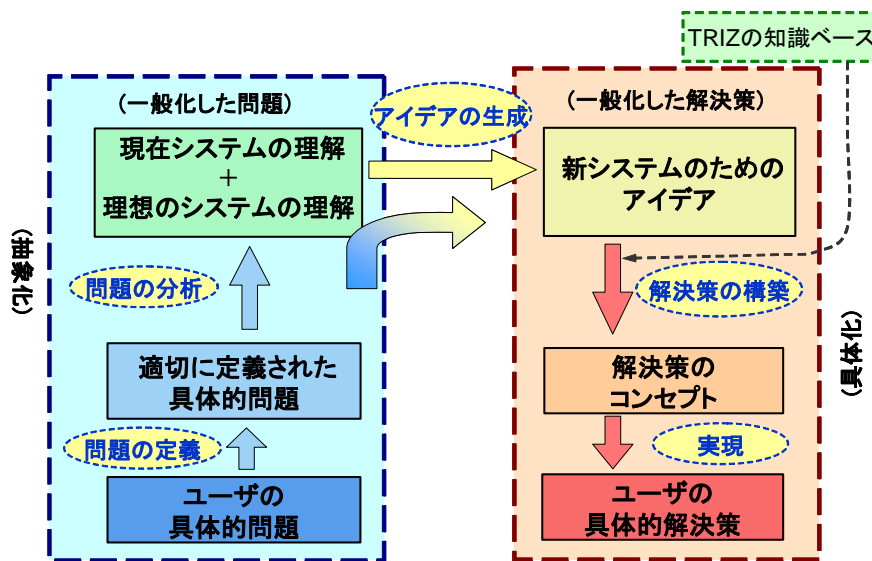 TRIZの知識ベース
(一般化した問題)
アイデアの生成
(一般化した解決策)
現在システムの理解
+
理想のシステムの理解
新システムのための
アイデア
(抽象化)
問題の分析
解決策の構築
適切に定義された
具体的問題
解決策の
コンセプト
(具体化)
問題の定義
実現
ユーザの
具体的問題
ユーザの
具体的解決策